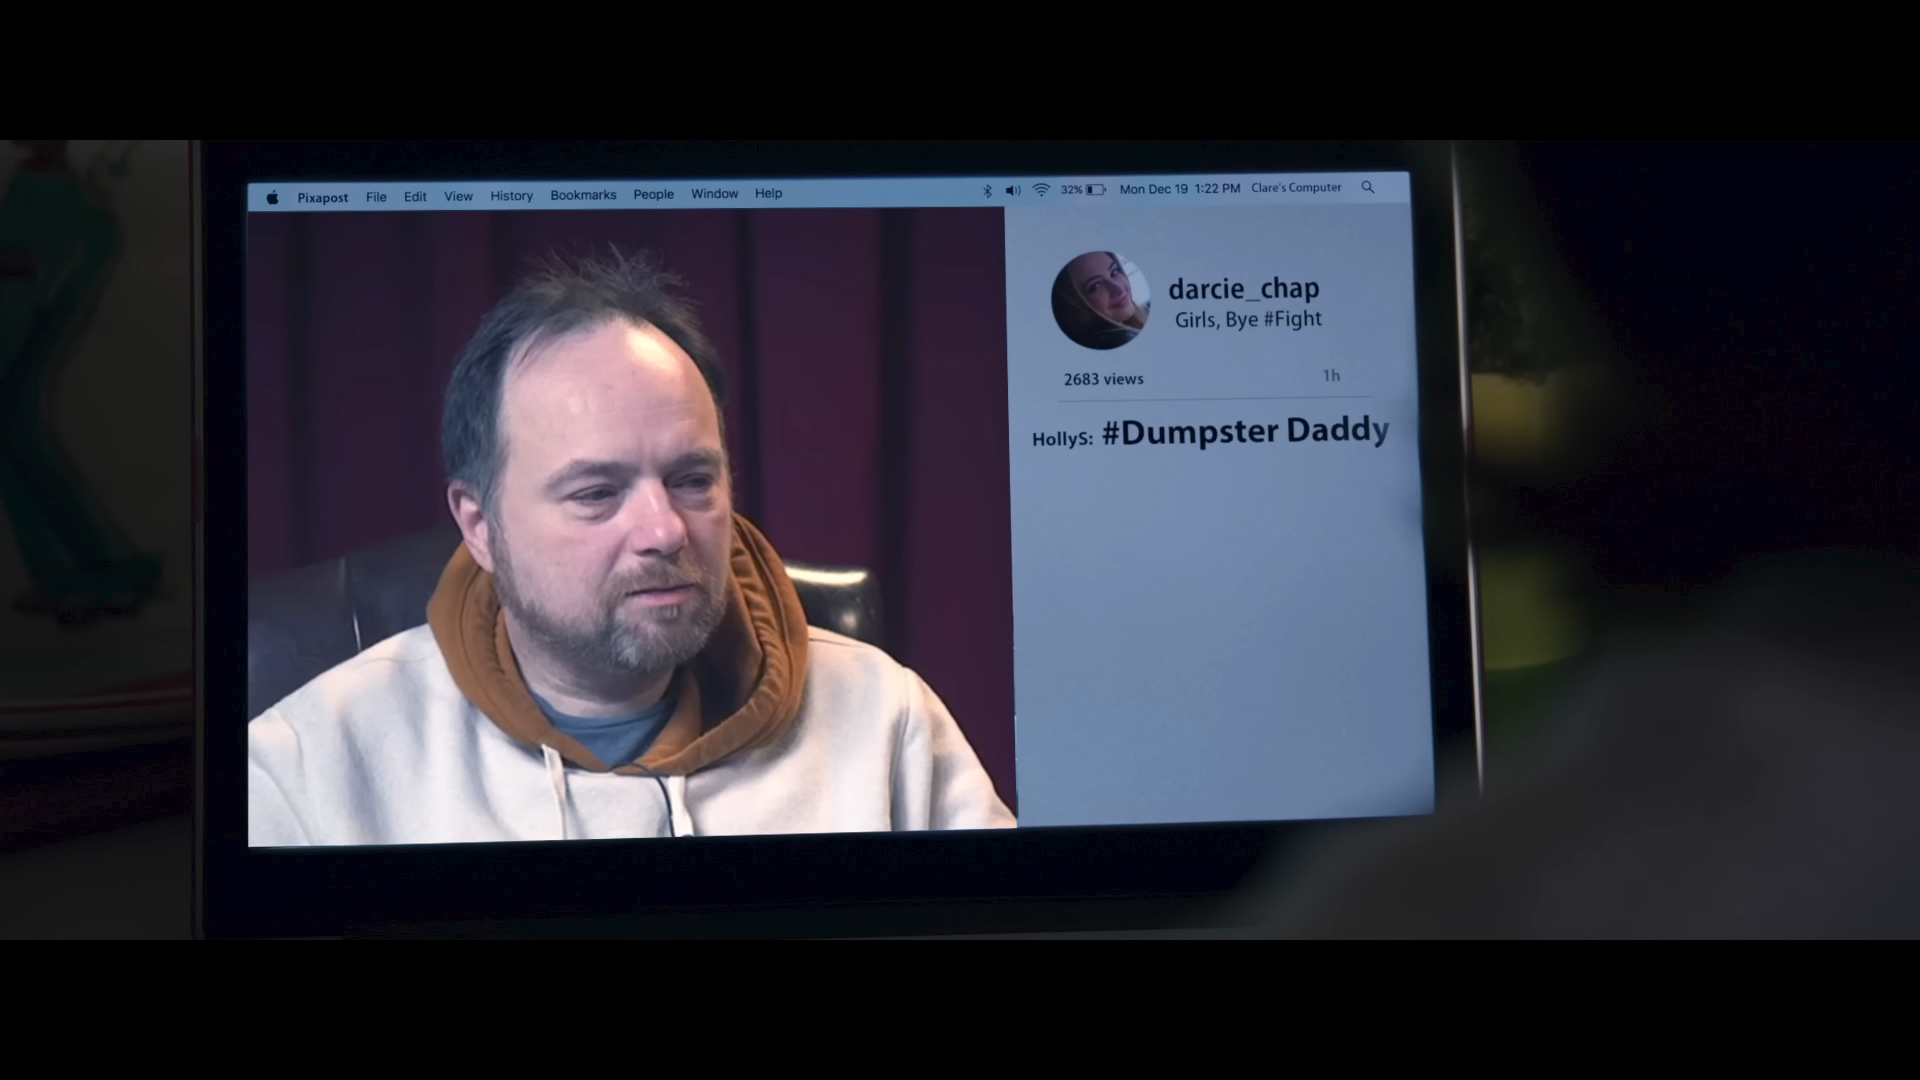 Pixapost File Edit View History Bookmarks People Window Help 32% Mon Dec 19 1:22 PM Clare's Computer
darcie_chap
Girls, Bye #Fight
2683 views 1h
HollyS: #Dumpster Daddy